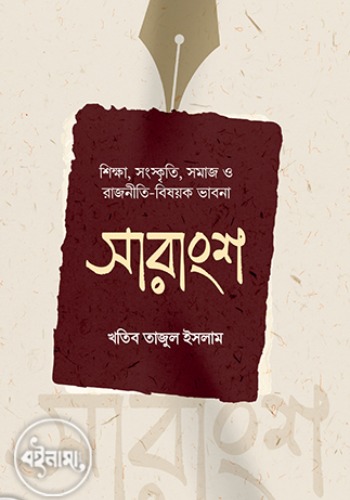 শিক্ষা, সংস্কৃতি, সমাজ ও
রাজনীতি-বিষয়ক ভাবনা
সারাংশ
খতিব তাজুল ইসলাম
সারাংশ
বইনামা